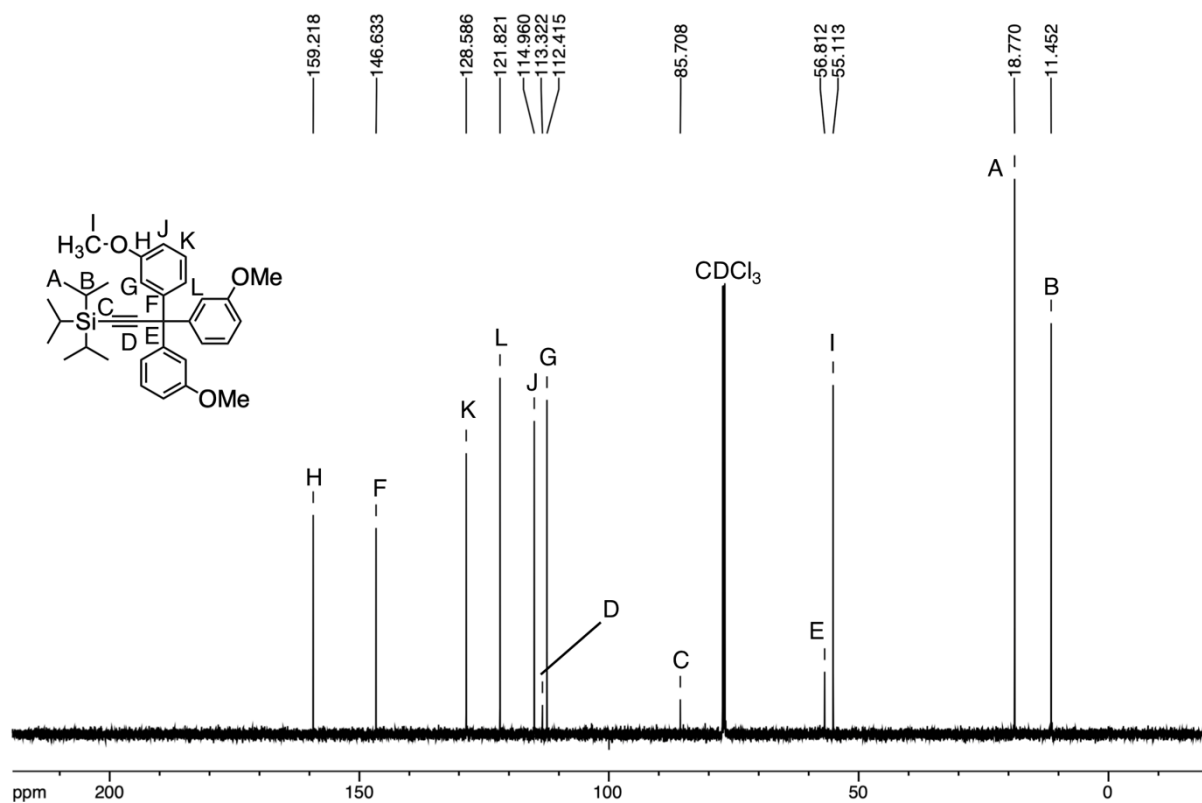 159.218
146.633
128.586
121.821
114.960
113.322
112.415
85.708
56.812
55.113
18.770
11.452
A
I
J
H₃C-O H K
A B G L OMe
CDCl₃
B
C F
Si
D E
L
J
G
I
K
OMe
H
F
D
C
E
ppm 200 150 100 50 0